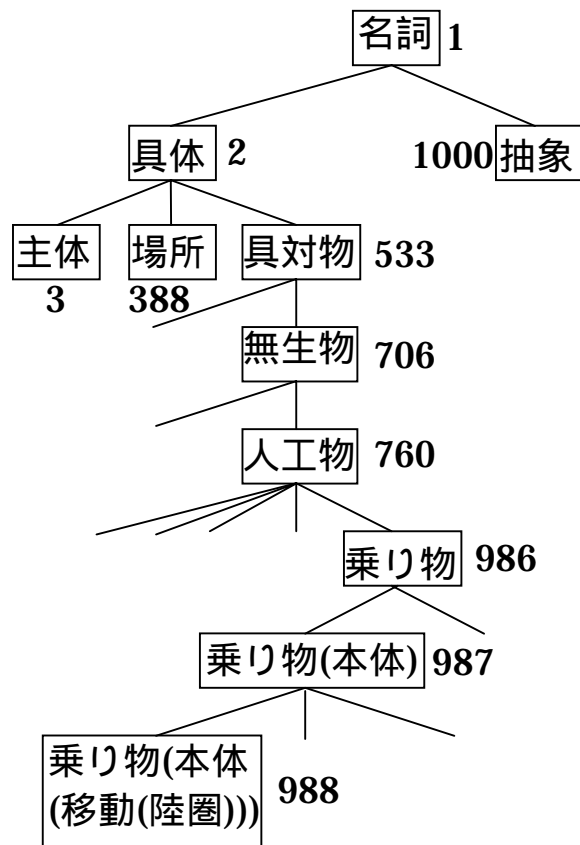 名詞 1
具体 2
1000 抽象
主体 場所 具対物 533
3 388
無生物 706
人工物 760
乗り物 986
乗り物(本体) 987
乗り物(本体
(移動(陸圏))) 988